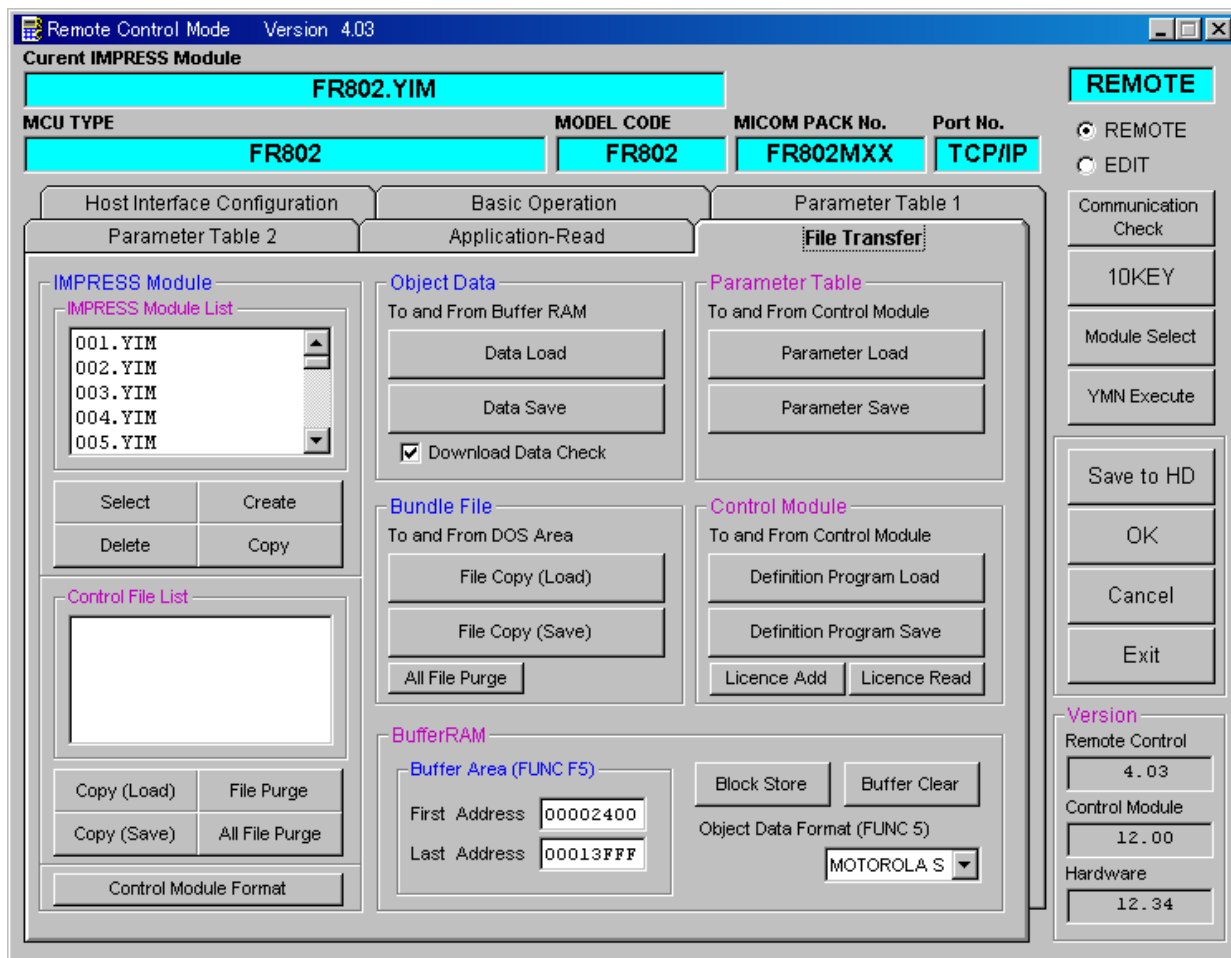 Remote Control Mode Version 4.03
Curent IMPRESS Module
FR802.YIM
REMOTE
MCU TYPE MODEL CODE MICOM PACK No. Port No.
FR802 FR802 FR802MXX TCP/IP
REMOTE
EDIT
Host Interface Configuration Basic Operation Parameter Table 1
Parameter Table 2 Application-Read File Transfer
Communication
Check
10KEY
Module Select
YMN Execute
Save to HD
OK
Cancel
Exit
IMPRESS Module
IMPRESS Module List
001.YIM
002.YIM
003.YIM
004.YIM
005.YIM
Select Create
Delete Copy
Control File List
Copy (Load) File Purge
Copy (Save) All File Purge
Control Module Format
Object Data
To and From Buffer RAM
Data Load
Data Save
Download Data Check
Parameter Table
To and From Control Module
Parameter Load
Parameter Save
Bundle File
To and From DOS Area
File Copy (Load)
File Copy (Save)
All File Purge
Control Module
To and From Control Module
Definition Program Load
Definition Program Save
Licence Add Licence Read
BufferRAM
Buffer Area (FUNC F5)
First Address 00002400
Last Address 00013FFF
Block Store Buffer Clear
Object Data Format (FUNC 5)
MOTOROLA S
Version
Remote Control
4.03
Control Module
12.00
Hardware
12.34